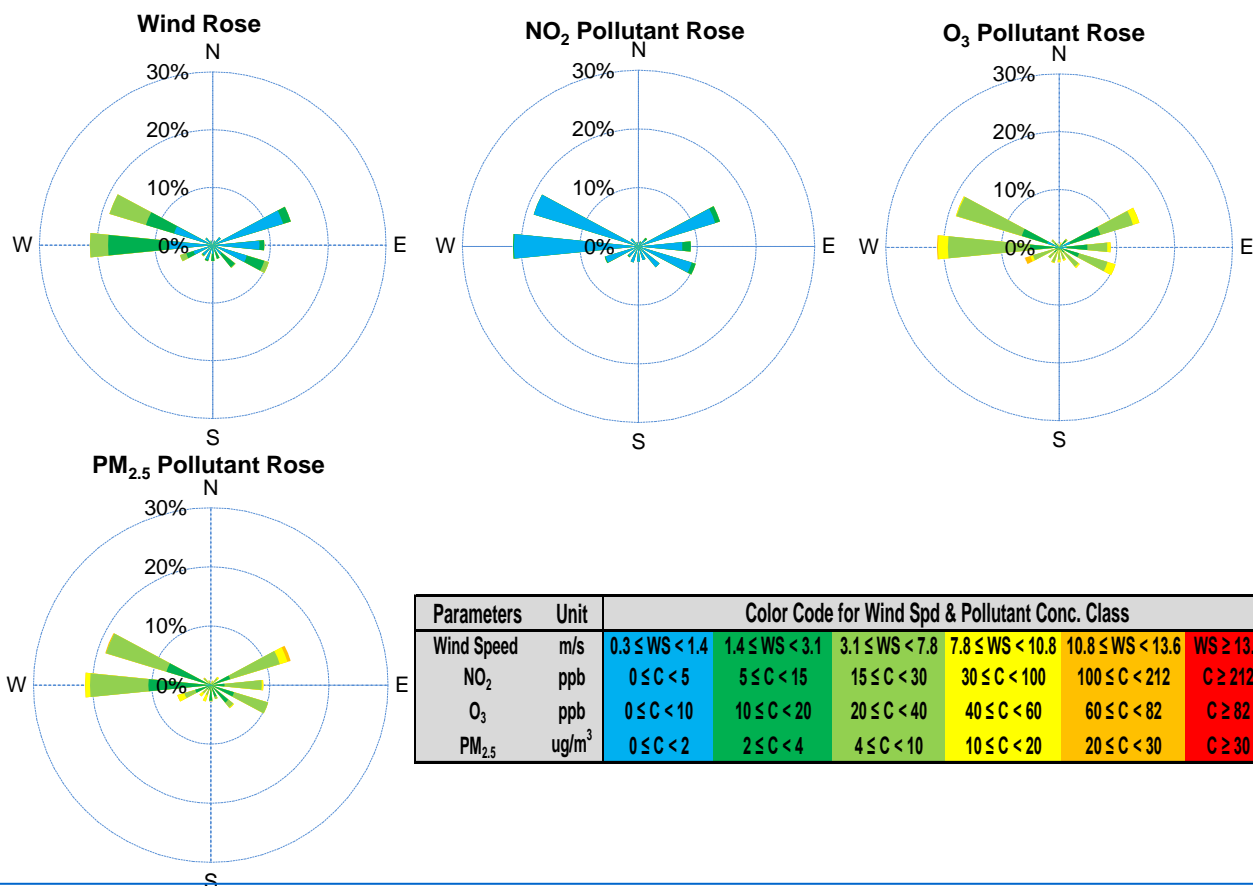 Wind Rose
N
30%
20%
10%
0%
W
E
S
NO₂ Pollutant Rose
N
30%
20%
10%
0%
W
E
S
O₃ Pollutant Rose
N
30%
20%
10%
0%
W
E
S
PM₂.₅ Pollutant Rose
N
30%
20%
10%
0%
W
E
S
Parameters Unit Color Code for Wind Spd & Pollutant Conc. Class
Wind Speed m/s 0.3 ≤ WS < 1.4 1.4 ≤ WS < 3.1 3.1 ≤ WS < 7.8 7.8 ≤ WS < 10.8 10.8 ≤ WS < 13.6 WS ≥ 13.
NO₂ ppb 0 ≤ C < 5 5 ≤ C < 15 15 ≤ C < 30 30 ≤ C < 100 100 ≤ C < 212 C ≥ 212
O₃ ppb 0 ≤ C < 10 10 ≤ C < 20 20 ≤ C < 40 40 ≤ C < 60 60 ≤ C < 82 C ≥ 82
PM₂.₅ ug/m³ 0 ≤ C < 2 2 ≤ C < 4 4 ≤ C < 10 10 ≤ C < 20 20 ≤ C < 30 C ≥ 30